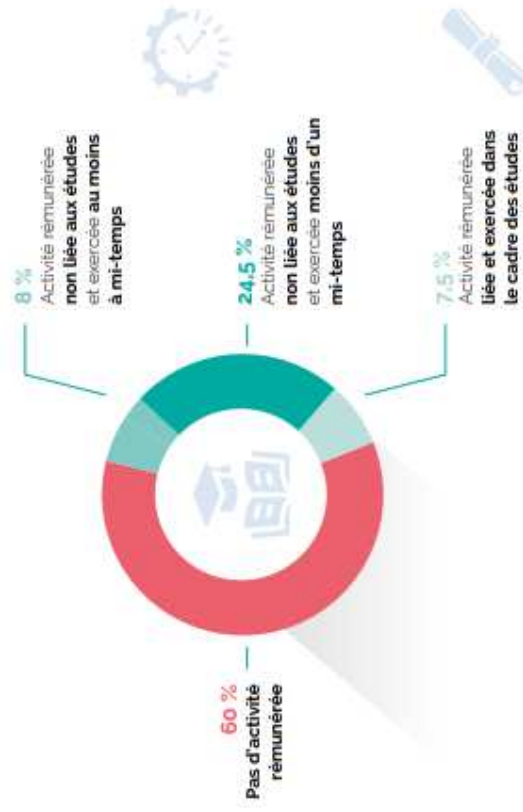 8 %
Activité rémunérée
non liée aux études
et exercée au moins
à mi-temps
24,5 %
Activité rémunérée
non liée aux études
et exercée moins d'un
mi-temps
7,5 %
Activité rémunérée
liée et exercée dans
le cadre des études
60 %
Pas d'activité
rémunérée